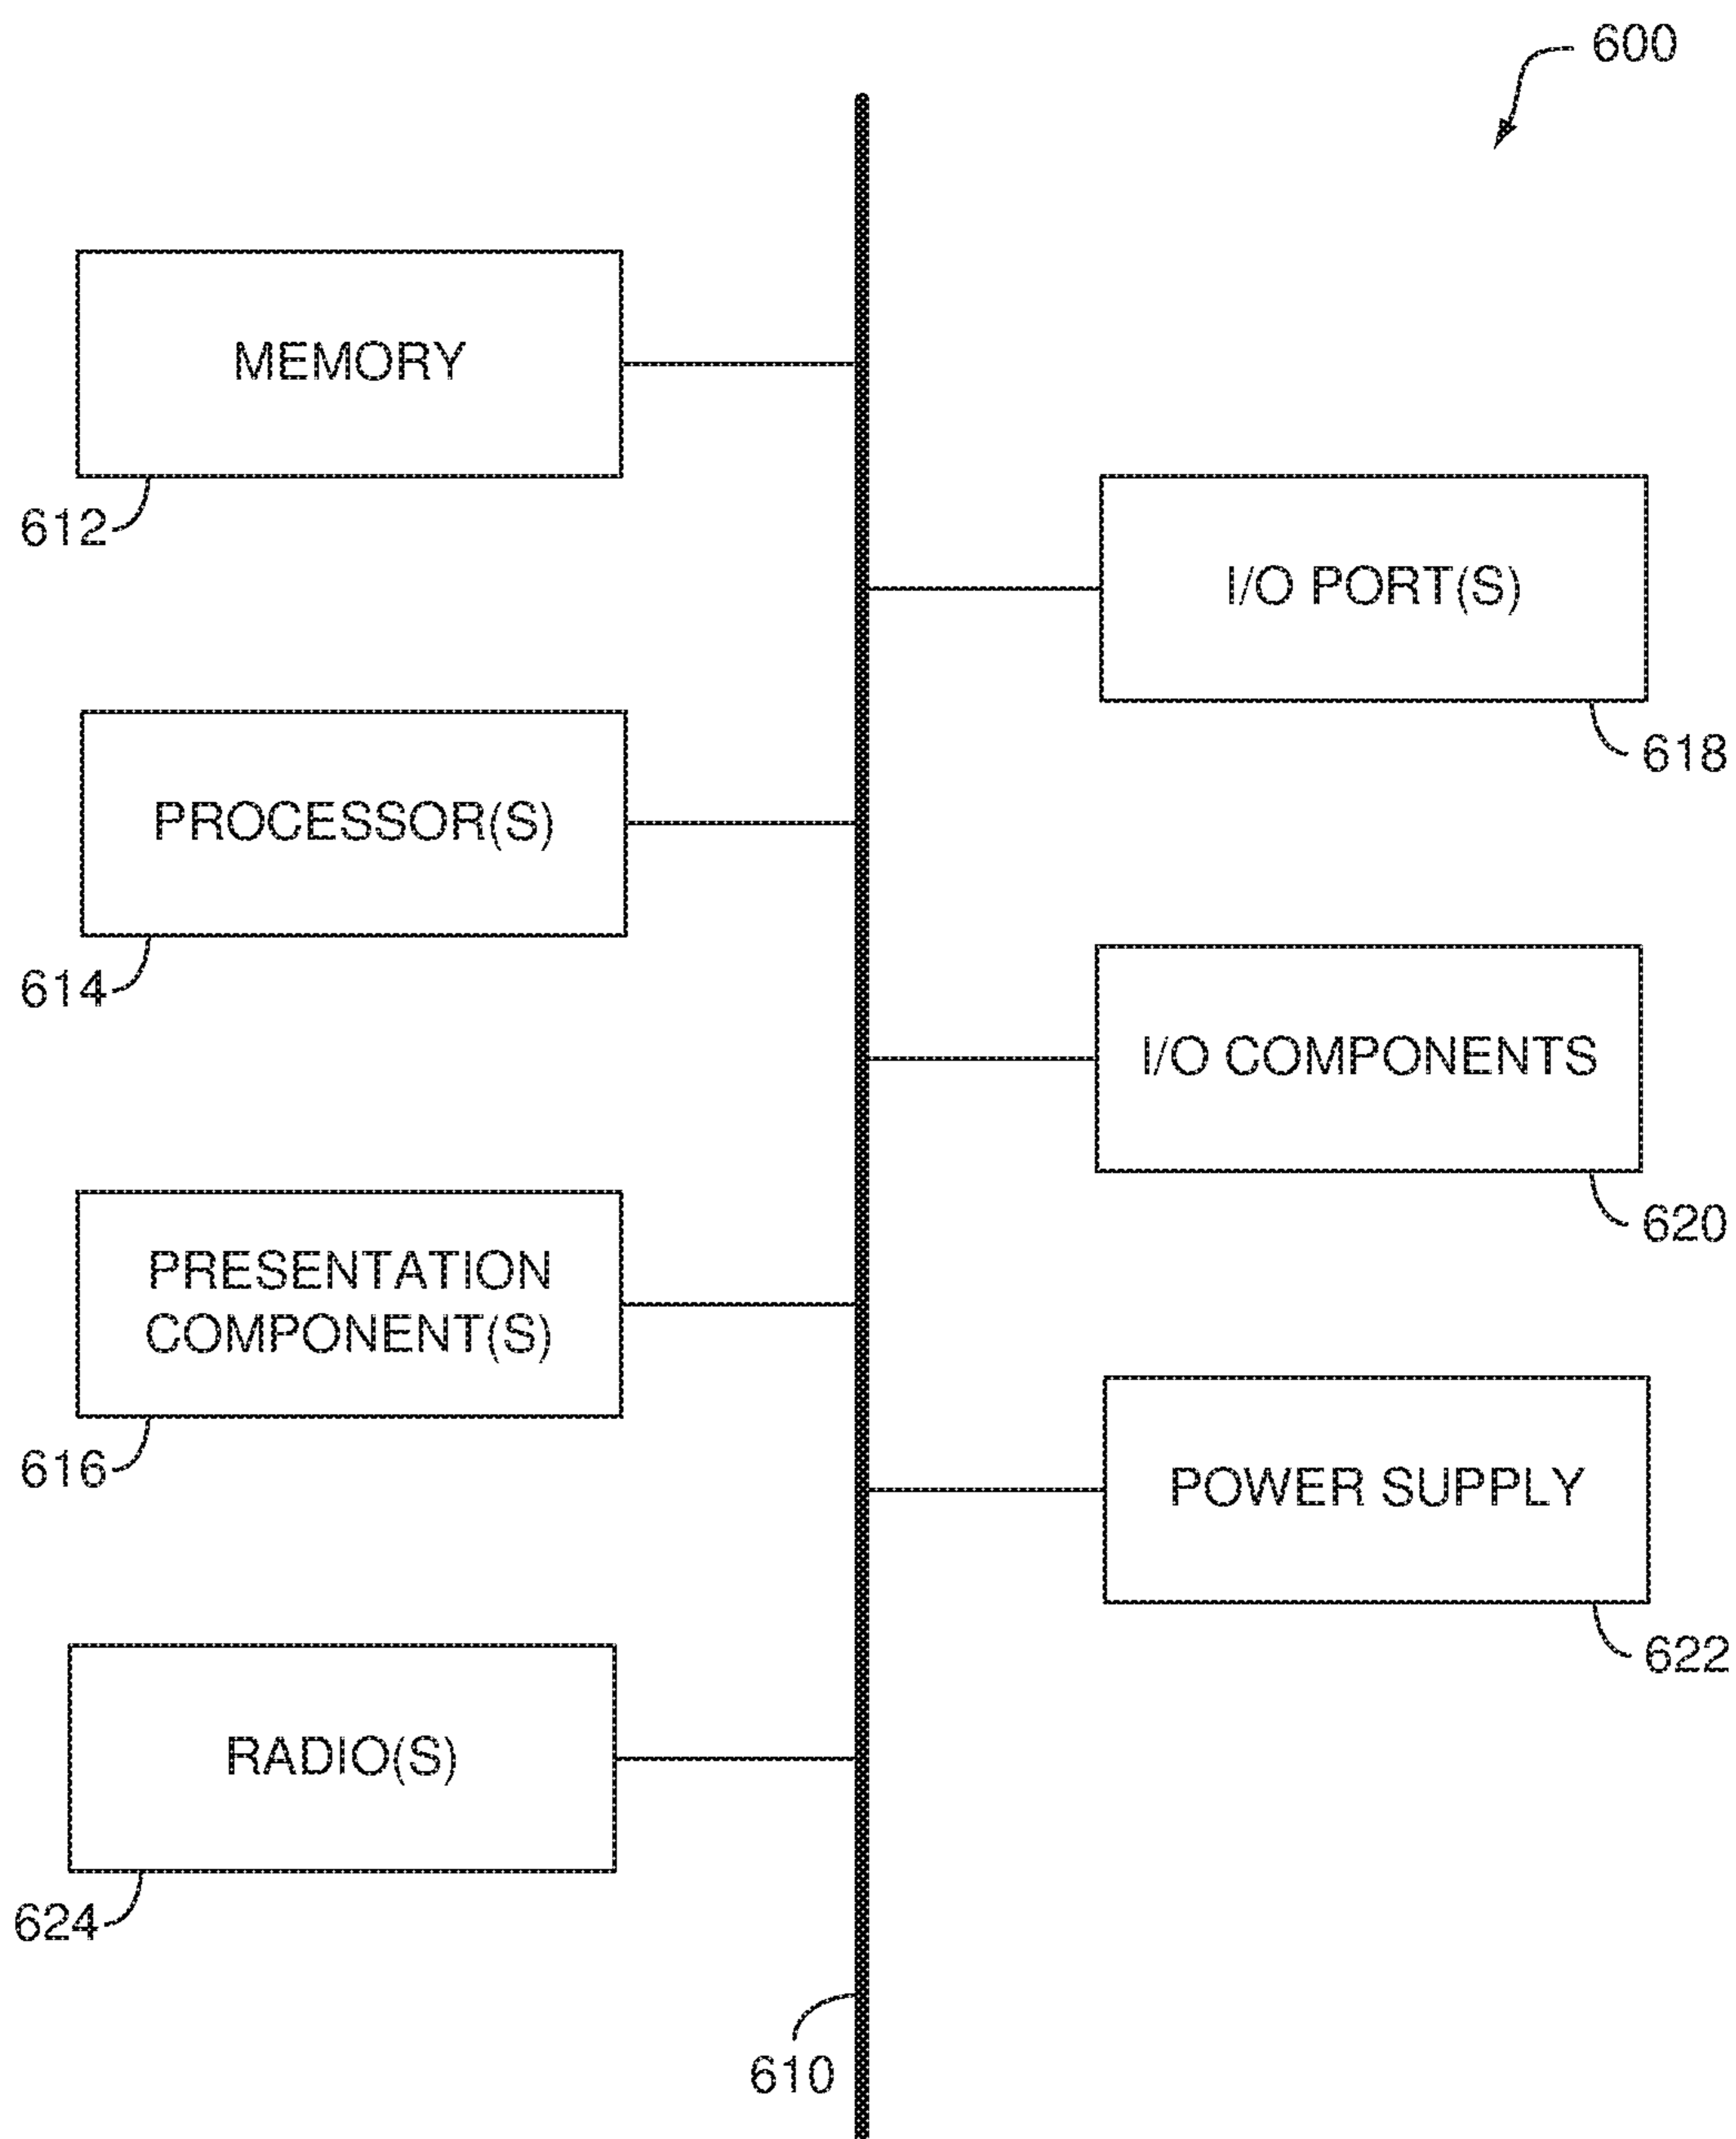 600
MEMORY
612
I/O PORT(S)
618
PROCESSOR(S)
614
I/O COMPONENTS
620
PRESENTATION
COMPONENT(S)
616
POWER SUPPLY
622
RADIO(S)
624
610